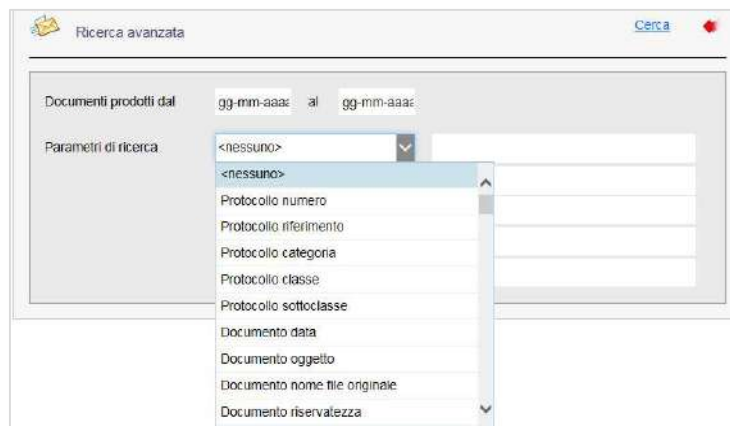 Ricerca avanzata Cerca
Documenti prodotti dal gg-mm-aaaa al gg-mm-aaaa
Parametri di ricerca <nessuno>
<nessuno>
Protocollo numero
Protocollo riferimento
Protocollo categoria
Protocollo classe
Protocollo sottoclasse
Documento data
Documento oggetto
Documento nome file originale
Documento riservatezza